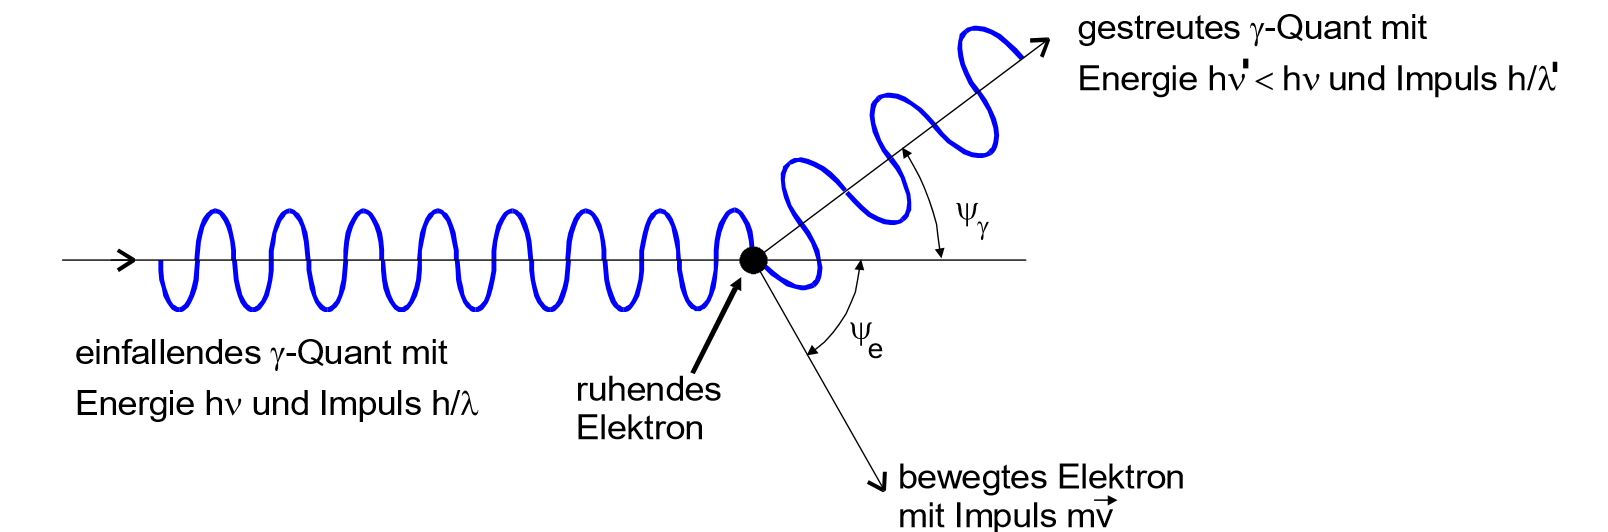 gestreutes γ-Quant mit
Energie hν' < hν und Impuls h/λ'
ψγ
ψe
einfallendes γ-Quant mit
Energie hν und Impuls h/λ
ruhendes
Elektron
bewegtes Elektron
mit Impuls mv⃗